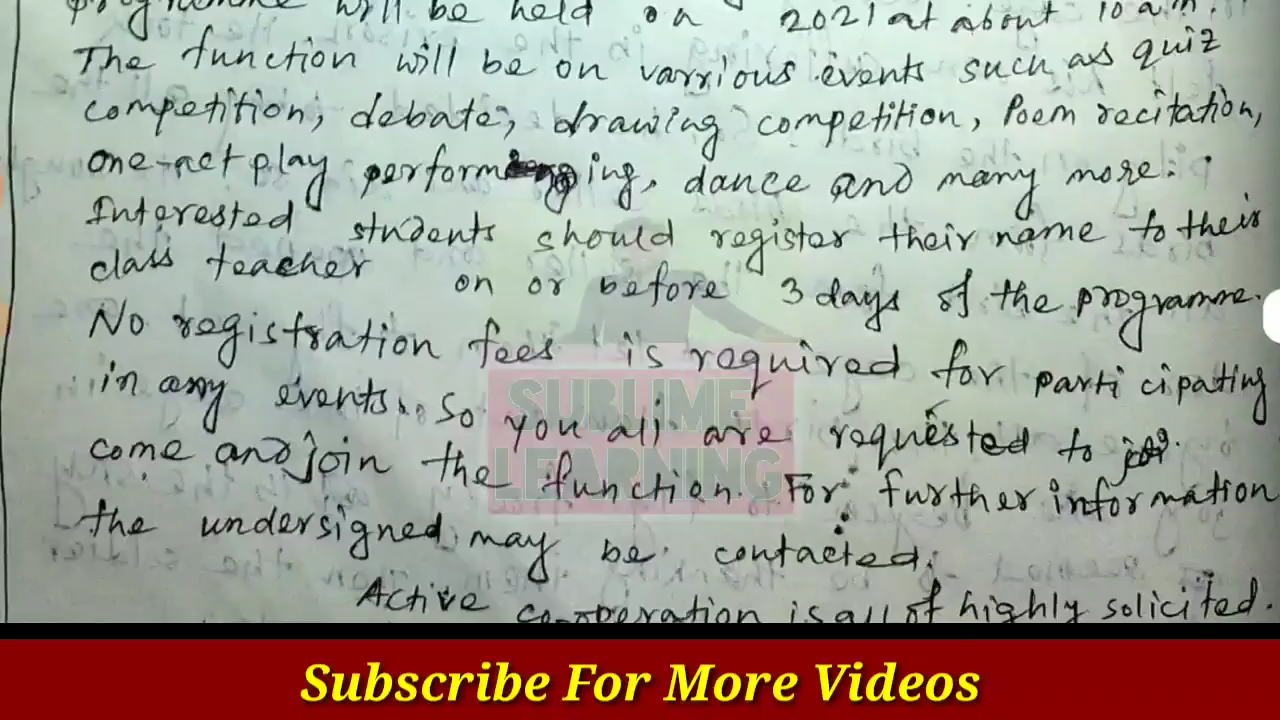 programme will be held on 2021 at about 10 a.m.
The function will be on varrious events such as quiz
competition, debate, drawing competition, Poem recitation,
one-act play performing, dance and many more.
Interested students should register their name to their
class teacher on or before 3 days of the programme.
No registration fees is required for participating
in any events. So you all are requested to
come and join the function. For further information
the undersigned may be contacted.
Active co-operation is all of highly solicited.
SUBLIME
LEARNING
Subscribe For More Videos